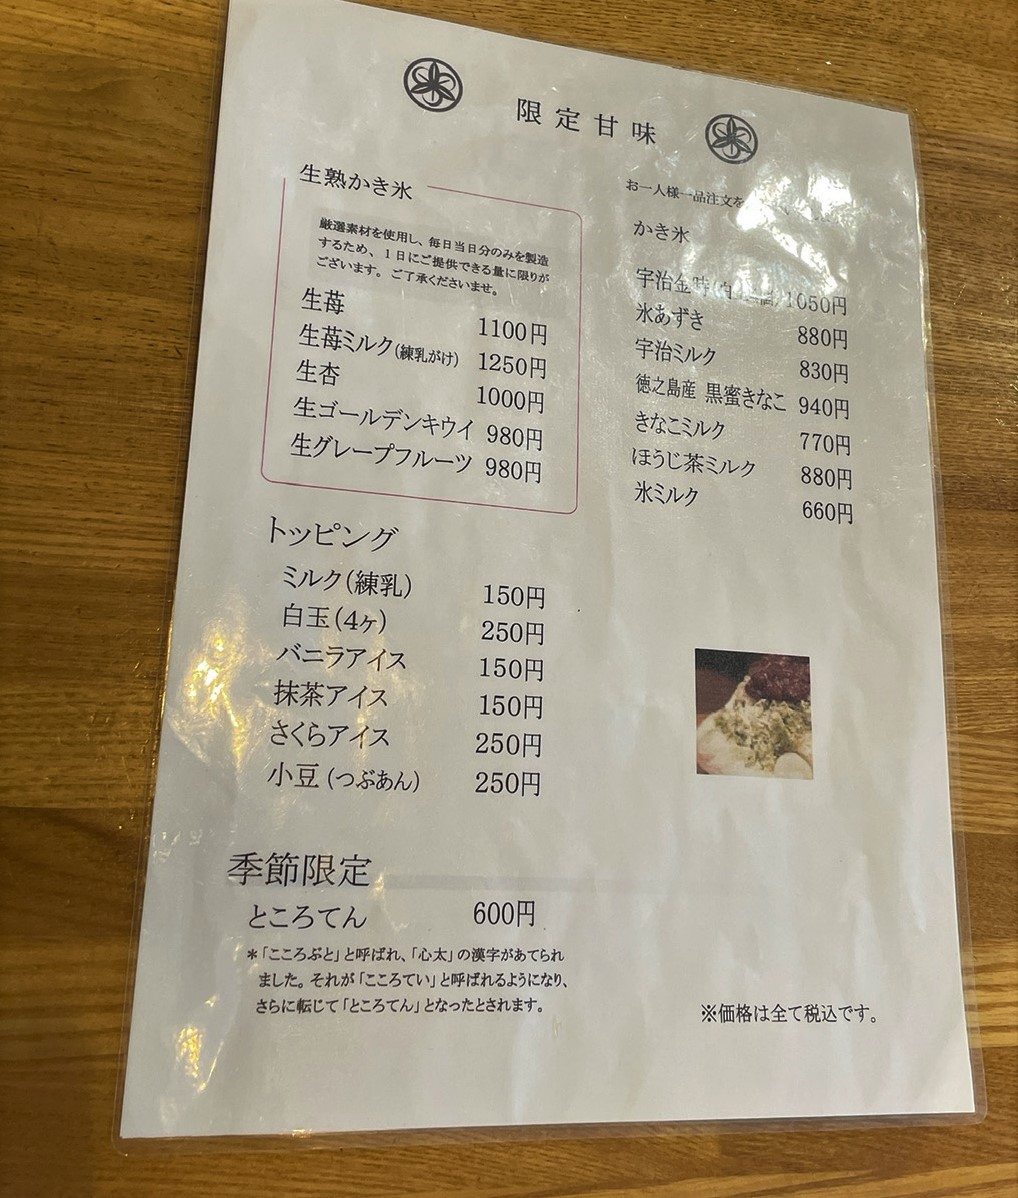 限定甘味
生熟かき氷
厳選素材を使用し、毎日当日分のみを製造
するため、1日にご提供できる量に限りが
ございます。ご了承くださいませ。
生苺 1100円
生苺ミルク(練乳がけ) 1250円
生杏 1000円
生ゴールデンキウイ 980円
生グレープフルーツ 980円
トッピング
ミルク(練乳) 150円
白玉(4ヶ) 250円
バニラアイス 150円
抹茶アイス 150円
さくらアイス 250円
小豆(つぶあん) 250円
季節限定
ところてん 600円
*「こころぶと」と呼ばれ、「心太」の漢字があてられ
ました。それが「こころてい」と呼ばれるようになり、
さらに転じて「ところてん」となったとされます。
お一人様一品注文を
かき氷
宇治金時(白 1050円
氷あずき 880円
宇治ミルク 830円
徳之島産 黒蜜きなこ 940円
きなこミルク 770円
ほうじ茶ミルク 880円
氷ミルク 660円
※価格は全て税込です。